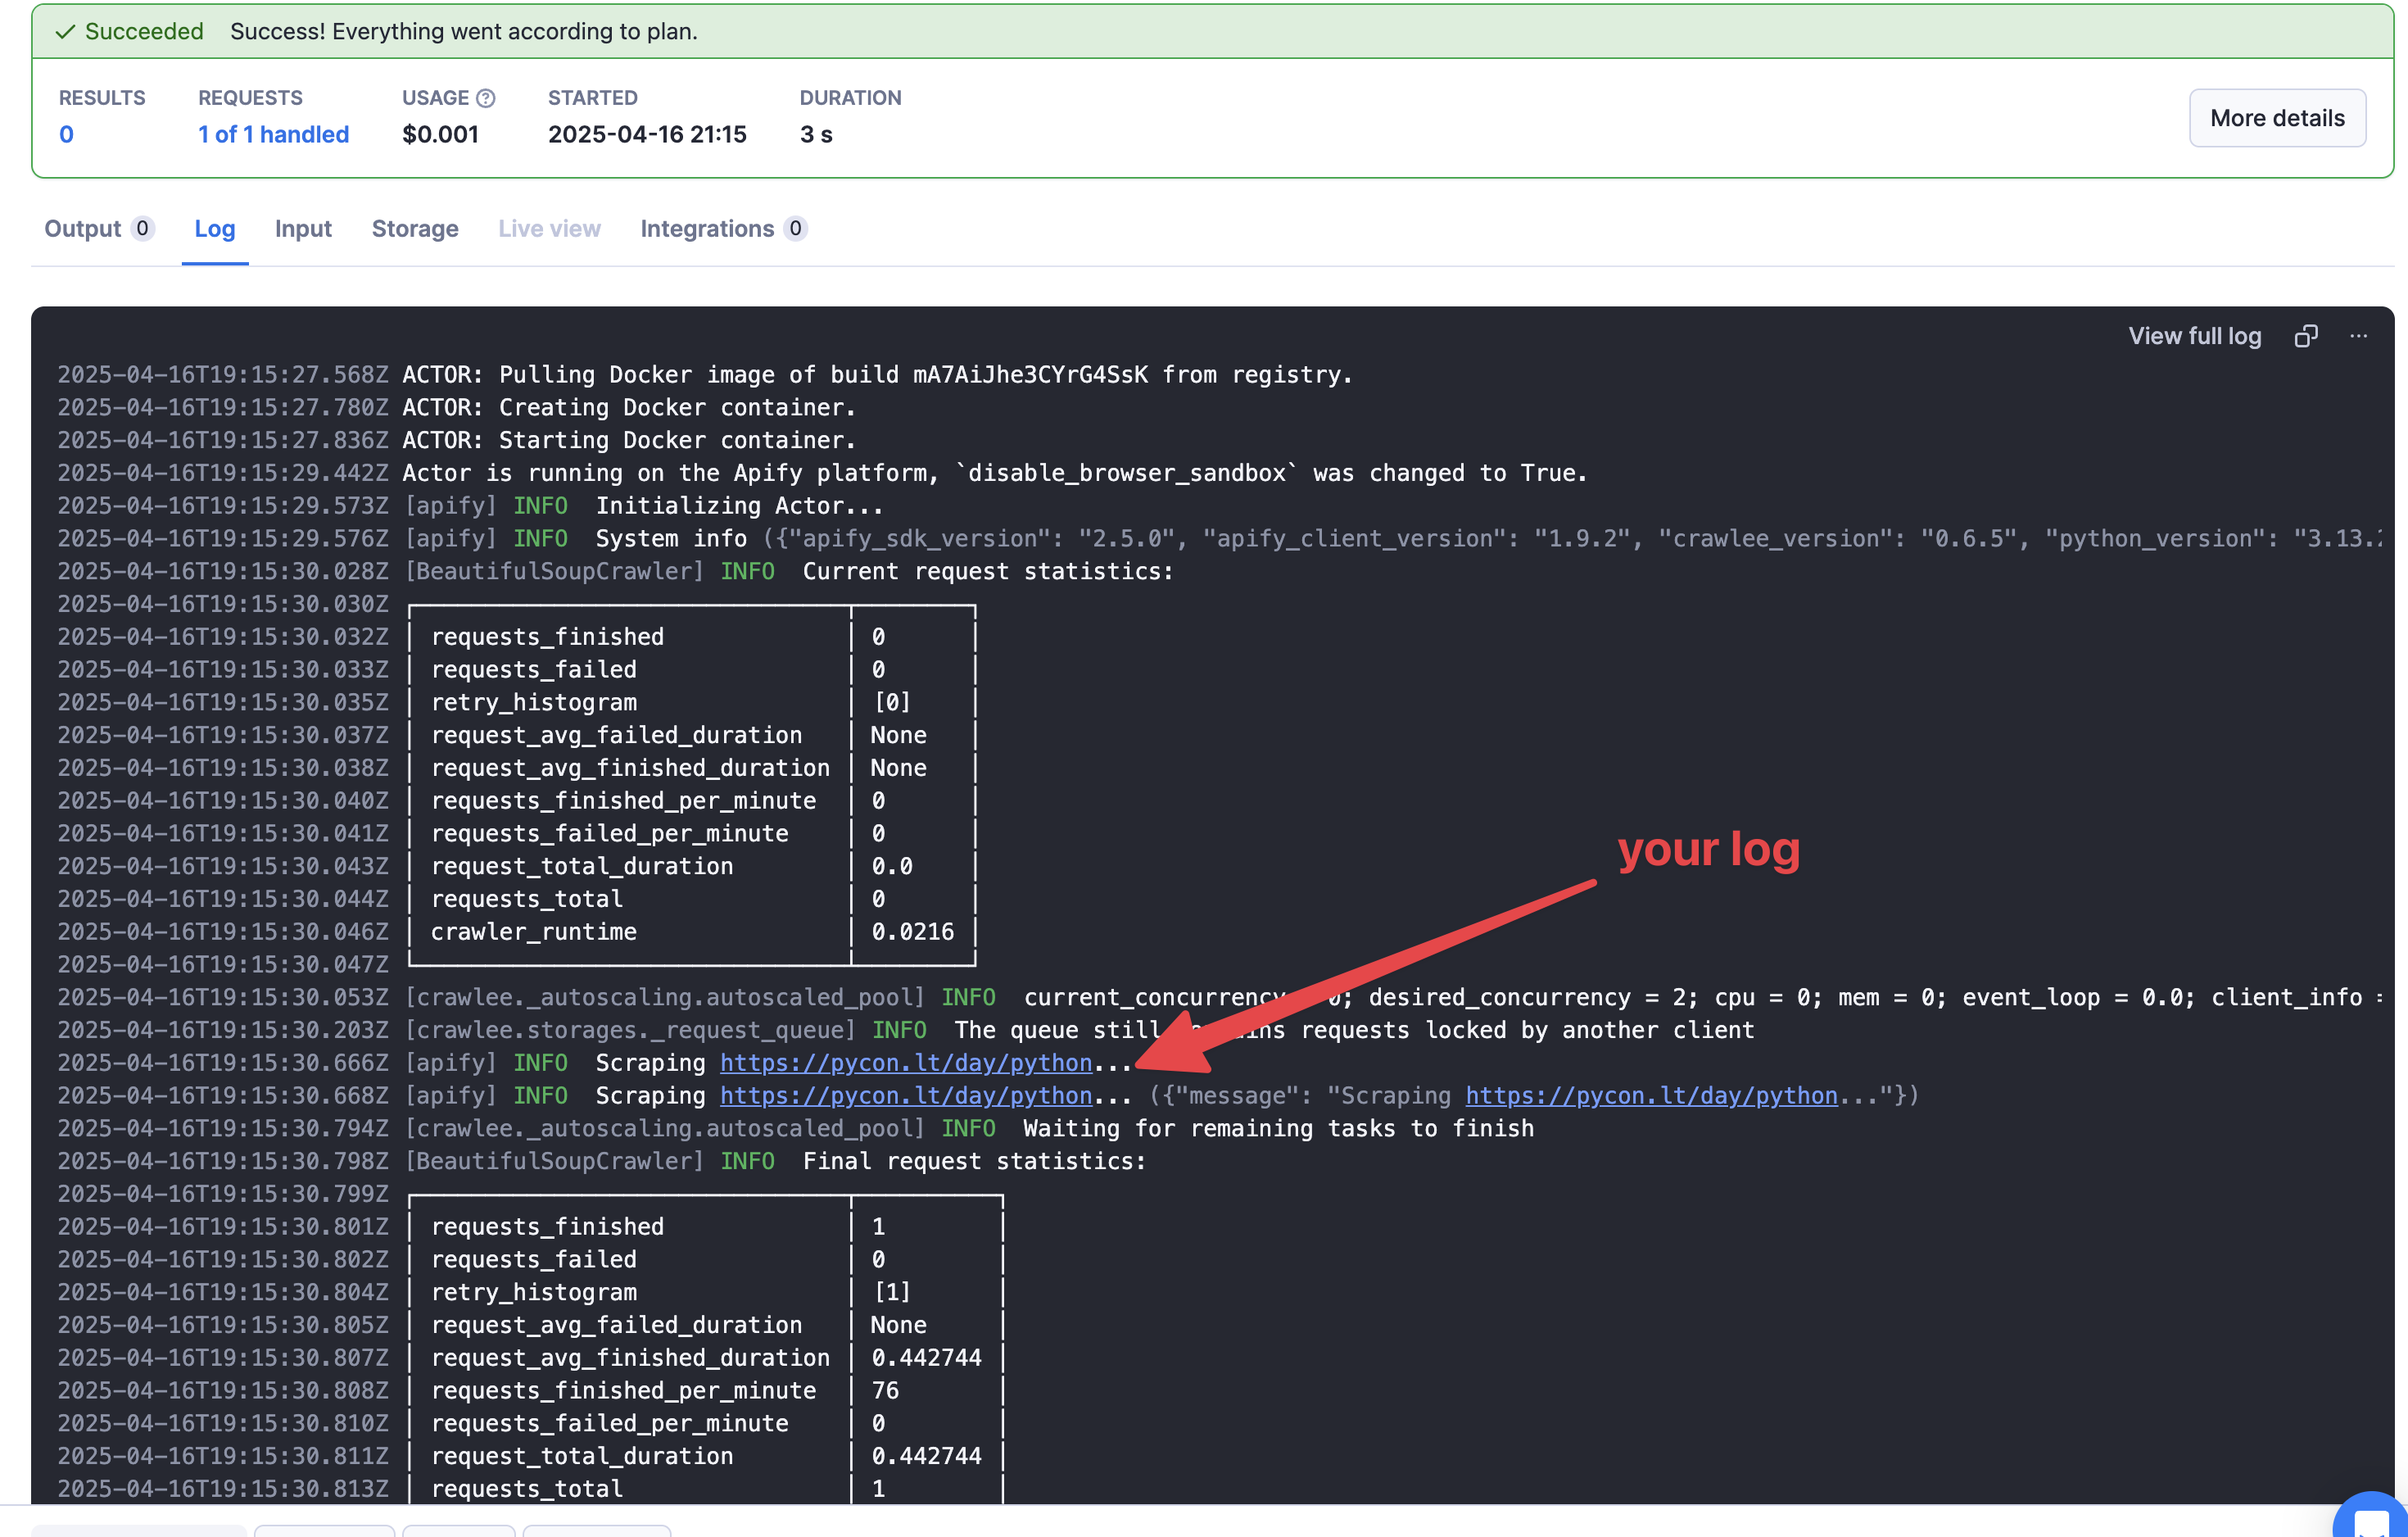 Succeeded Success! Everything went according to plan.
RESULTS REQUESTS USAGE STARTED DURATION
0 1 of 1 handled $0.001 2025-04-16 21:15 3 s
More details
Output 0 Log Input Storage Live view Integrations 0
View full log
2025-04-16T19:15:27.568Z ACTOR: Pulling Docker image of build mA7AiJhe3CYrG4SsK from registry.
2025-04-16T19:15:27.780Z ACTOR: Creating Docker container.
2025-04-16T19:15:27.836Z ACTOR: Starting Docker container.
2025-04-16T19:15:29.442Z Actor is running on the Apify platform, `disable_browser_sandbox` was changed to True.
2025-04-16T19:15:29.573Z [apify] INFO Initializing Actor...
2025-04-16T19:15:29.576Z [apify] INFO System info ({"apify_sdk_version": "2.5.0", "apify_client_version": "1.9.2", "crawlee_version": "0.6.5", "python_version": "3.13.
2025-04-16T19:15:30.028Z [BeautifulSoupCrawler] INFO Current request statistics:
2025-04-16T19:15:30.030Z
2025-04-16T19:15:30.032Z requests_finished 0
2025-04-16T19:15:30.033Z requests_failed 0
2025-04-16T19:15:30.035Z retry_histogram [0]
2025-04-16T19:15:30.037Z request_avg_failed_duration None
2025-04-16T19:15:30.038Z request_avg_finished_duration None
2025-04-16T19:15:30.040Z requests_finished_per_minute 0
2025-04-16T19:15:30.041Z requests_failed_per_minute 0
your log
2025-04-16T19:15:30.043Z request_total_duration 0.0
2025-04-16T19:15:30.044Z requests_total 0
2025-04-16T19:15:30.046Z crawler_runtime 0.0216
2025-04-16T19:15:30.047Z
2025-04-16T19:15:30.053Z [crawlee._autoscaling.autoscaled_pool] INFO current_concurrency 0; desired_concurrency = 2; cpu = 0; mem = 0; event_loop = 0.0; client_info =
2025-04-16T19:15:30.203Z [crawlee.storages._request_queue] INFO The queue still requests locked by another client
2025-04-16T19:15:30.666Z [apify] INFO Scraping https://pycon.lt/day/python...
2025-04-16T19:15:30.668Z [apify] INFO Scraping https://pycon.lt/day/python... ({"message": "Scraping https://pycon.lt/day/python..."})
2025-04-16T19:15:30.794Z [crawlee._autoscaling.autoscaled_pool] INFO Waiting for remaining tasks to finish
2025-04-16T19:15:30.798Z [BeautifulSoupCrawler] INFO Final request statistics:
2025-04-16T19:15:30.799Z
2025-04-16T19:15:30.801Z requests_finished 1
2025-04-16T19:15:30.802Z requests_failed 0
2025-04-16T19:15:30.804Z retry_histogram [1]
2025-04-16T19:15:30.805Z request_avg_failed_duration None
2025-04-16T19:15:30.807Z request_avg_finished_duration 0.442744
2025-04-16T19:15:30.808Z requests_finished_per_minute 76
2025-04-16T19:15:30.810Z requests_failed_per_minute 0
2025-04-16T19:15:30.811Z request_total_duration 0.442744
2025-04-16T19:15:30.813Z requests_total 1